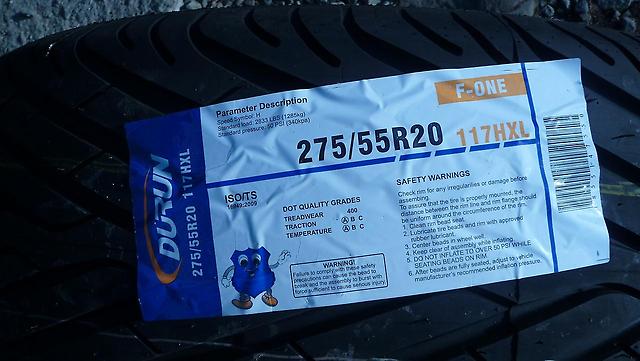 DURUN
275/55R20 117HXL
Parameter Description
Speed Symbol: H
Standard load: 2833 LBS (1285kg)
Standard pressure: 50 PSI (340kpa)
F-ONE
275/55R20 117HXL
ISO/TS
16949:2009
DOT QUALITY GRADES
TREADWEAR 460
TRACTION A B C
TEMPERATURE A B C
WARNING!
Failure to comply with these safety
precautions can cause the bead to
break and the assembly to burst with
force sufficient to cause serious injury.
SAFETY WARNINGS
Check rim for any irregularities or damage before
assembling.
To assure that the tire is properly mounted, the
distance between the rim line and rim flange should
be uniform around the circumference of the rim.
1. Clean rim bead seat.
2. Lubricate tire beads and rim with approved
rubber lubricant.
3. Center beads in wheel well.
4. Keep clear of assembly while inflating.
5. DO NOT INFLATE TO OVER 50 PSI WHILE
SEATING BEADS ON RIM.
6. After beads are fully seated, adjust to vehicle
manufacturer's recommended inflation pressure.